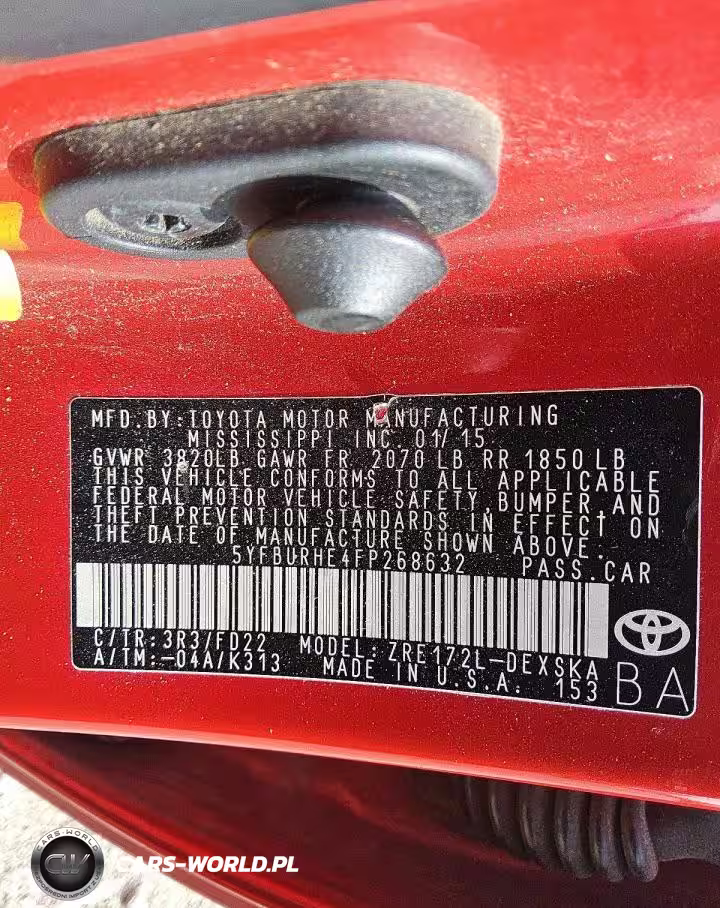 MFD. BY: TOYOTA MOTOR MANUFACTURING
MISSISSIPPI INC. 01/15
GVWR 3820LB GAWR FR 2070 LB RR 1850 LB
THIS VEHICLE CONFORMS TO ALL APPLICABLE
FEDERAL MOTOR VEHICLE SAFETY, BUMPER, AND
THEFT PREVENTION STANDARDS IN EFFECT ON
THE DATE OF MANUFACTURE SHOWN ABOVE.
5YFBURHE4FP268632 PASS. CAR
C/TR: 3R3/FD22 MODEL: ZRE172L-DEXSKA
A/TM: -04A/K313 MADE IN U.S.A. 153 BA
CARS-WORLD
CW
CARS-WORLD.PL